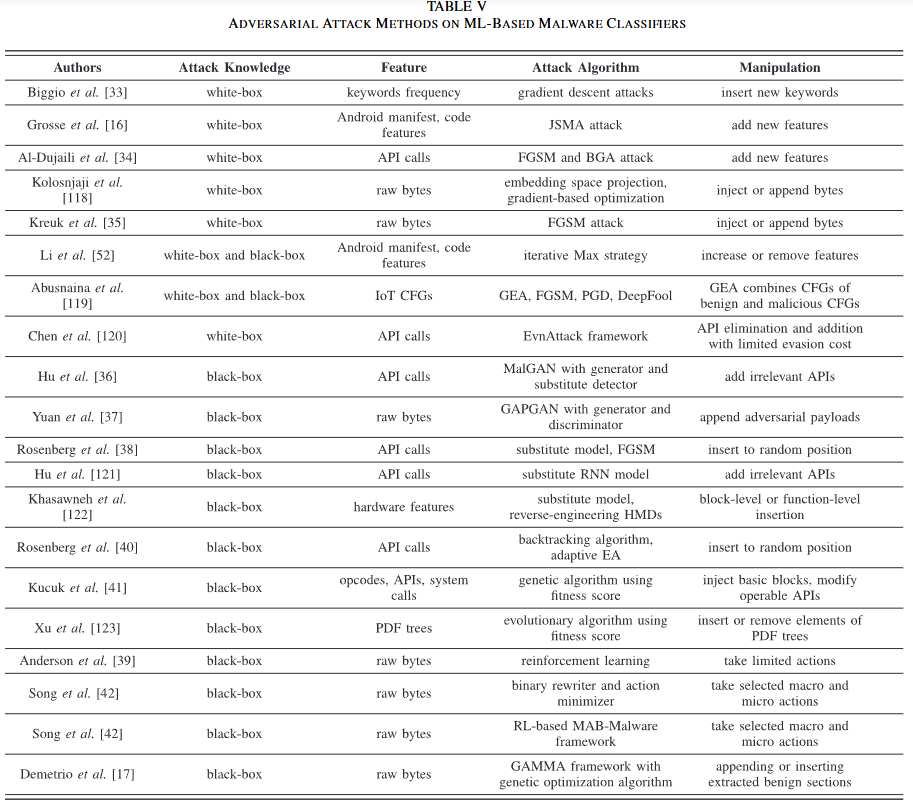 TABLE V
ADVERSARIAL ATTACK METHODS ON ML-BASED MALWARE CLASSIFIERS
Authors Attack Knowledge Feature Attack Algorithm Manipulation
Biggio et al. [33] white-box keywords frequency gradient descent attacks insert new keywords
Grosse et al. [16] white-box Android manifest, code
features JSMA attack add new features
Al-Dujaili et al. [34] white-box API calls FGSM and BGA attack add new features
Kolosnjaji et al.
[118] white-box raw bytes embedding space projection,
gradient-based optimization inject or append bytes
Kreuk et al. [35] white-box raw bytes FGSM attack inject or append bytes
Li et al. [52] white-box and black-box Android manifest, code
features iterative Max strategy increase or remove features
Abusnaina et al.
[119] white-box and black-box IoT CFGs GEA, FGSM, PGD, DeepFool GEA combines CFGs of
benign and malicious CFGs
Chen et al. [120] white-box API calls EvnAttack framework API elimination and addition
with limited evasion cost
Hu et al. [36] black-box API calls MalGAN with generator and
substitute detector add irrelevant APIs
Yuan et al. [37] black-box raw bytes GAPGAN with generator and
discriminator append adversarial payloads
Rosenberg et al. [38] black-box API calls substitute model, FGSM insert to random position
Hu et al. [121] black-box API calls substitute RNN model add irrelevant APIs
Khasawneh et al.
[122] black-box hardware features substitute model,
reverse-engineering HMDs block-level or function-level
insertion
Rosenberg et al. [40] black-box API calls backtracking algorithm,
adaptive EA insert to random position
Kucuk et al. [41] black-box opcodes, APIs, system
calls genetic algorithm using
fitness score inject basic blocks, modify
operable APIs
Xu et al. [123] black-box PDF trees evolutionary algorithm using
fitness score insert or remove elements of
PDF trees
Anderson et al. [39] black-box raw bytes reinforcement learning take limited actions
Song et al. [42] black-box raw bytes binary rewriter and action
minimizer take selected macro and
micro actions
Song et al. [42] black-box raw bytes RL-based MAB-Malware
framework take selected macro and
micro actions
Demetrio et al. [17] black-box raw bytes GAMMA framework with
genetic optimization algorithm appending or inserting
extracted benign sections